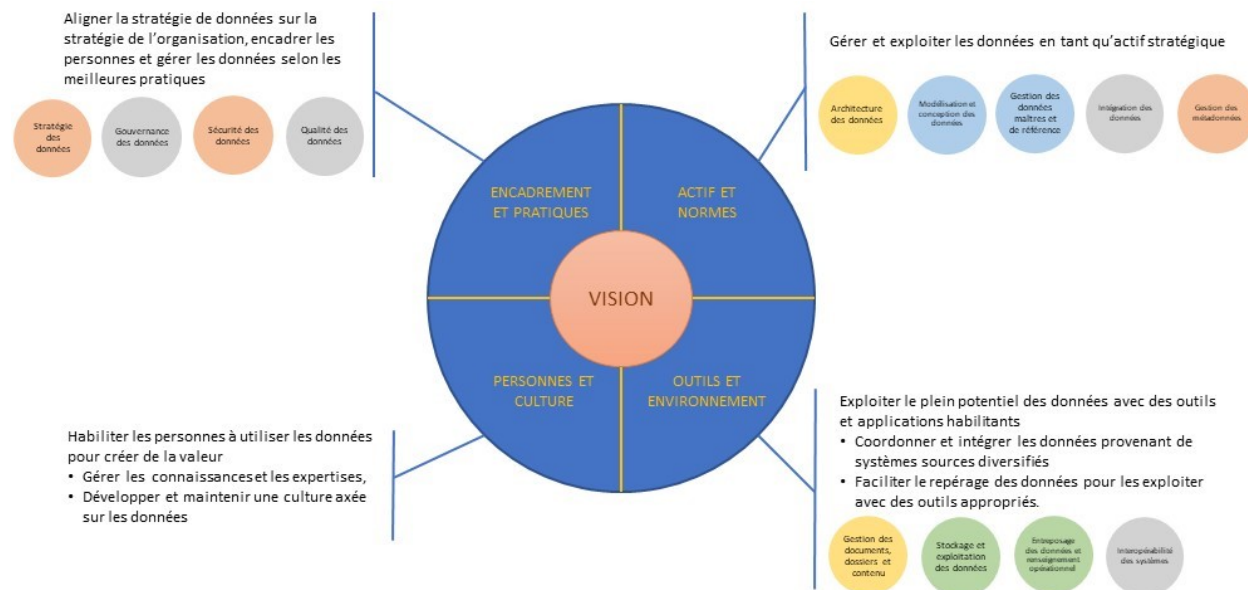 Aligner la stratégie de données sur la
stratégie de l'organisation, encadrer les
personnes et gérer les données selon les
meilleures pratiques
Stratégie
des
données
Gouvernance
des données
Sécurité des
données
Qualité des
données
Gérer et exploiter les données en tant qu'actif stratégique
Architecture
des données
Modélisation et
conception des
données
Gestion des
données
maîtres et
de référence
Intégration des
données
Gestion des
métadonnées
ENCADREMENT
ET PRATIQUES
ACTIF ET
NORMES
VISION
PERSONNES ET
CULTURE
OUTILS ET
ENVIRONNEMENT
Habiliter les personnes à utiliser les données
pour créer de la valeur
• Gérer les connaissances et les expertises,
• Développer et maintenir une culture axée
sur les données
Exploiter le plein potentiel des données avec des outils
et applications habilitants
• Coordonner et intégrer les données provenant de
systèmes sources diversifiés
• Faciliter le repérage des données pour les exploiter
avec des outils appropriés.
Gestion des
documents,
dossiers et
contenu
Stockage et
exploitation
des données
Entreposage
des données et
renseignement
opérationnel
Interopérabilité
des systèmes